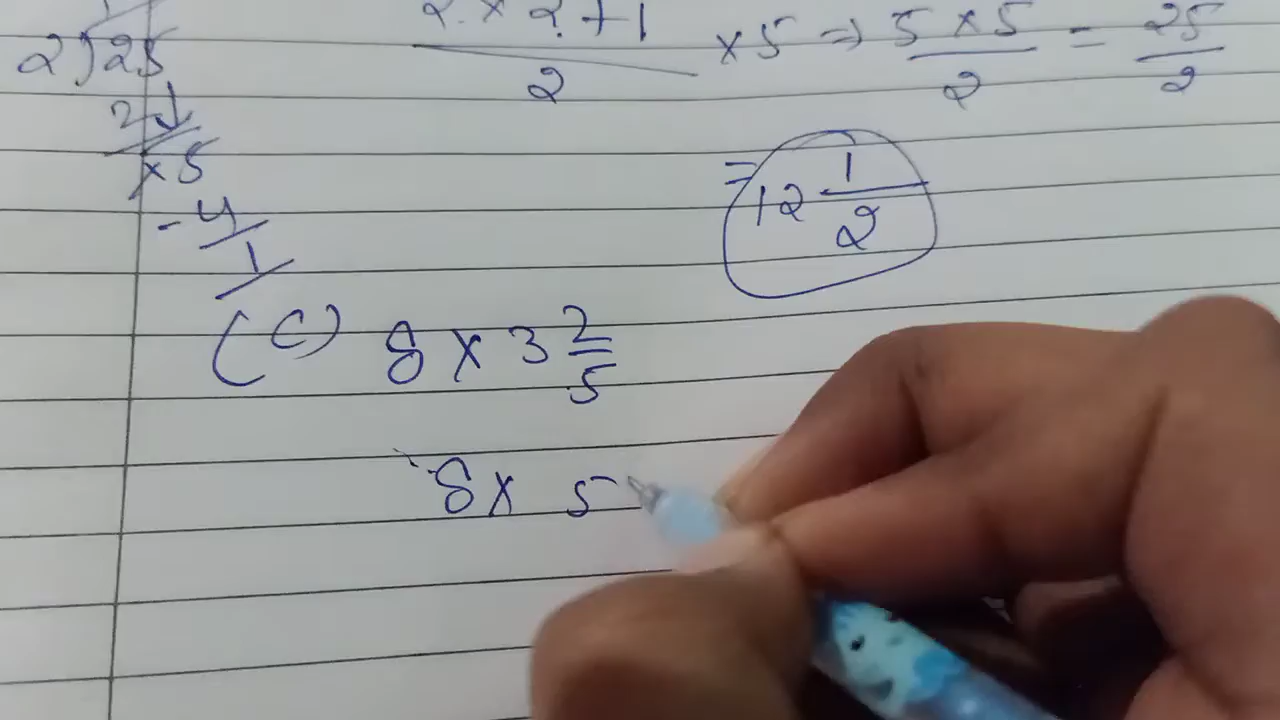 2 × 2 + 1 / 2 × 5 ⇒ 5 × 5 / 2 = 25 / 2
2)25
2
× 5
- 4
1
= 12 1/2
(C) 8 × 3 2/5
8 × 5